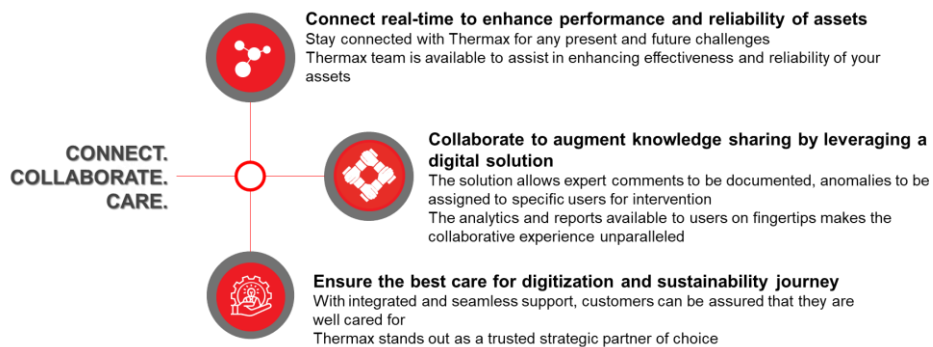 Connect real-time to enhance performance and reliability of assets
Stay connected with Thermax for any present and future challenges
Thermax team is available to assist in enhancing effectiveness and reliability of your
assets
CONNECT.
COLLABORATE.
CARE.
Collaborate to augment knowledge sharing by leveraging a
digital solution
The solution allows expert comments to be documented, anomalies to be
assigned to specific users for intervention
The analytics and reports available to users on fingertips makes the
collaborative experience unparalleled
Ensure the best care for digitization and sustainability journey
With integrated and seamless support, customers can be assured that they are
well cared for
Thermax stands out as a trusted strategic partner of choice